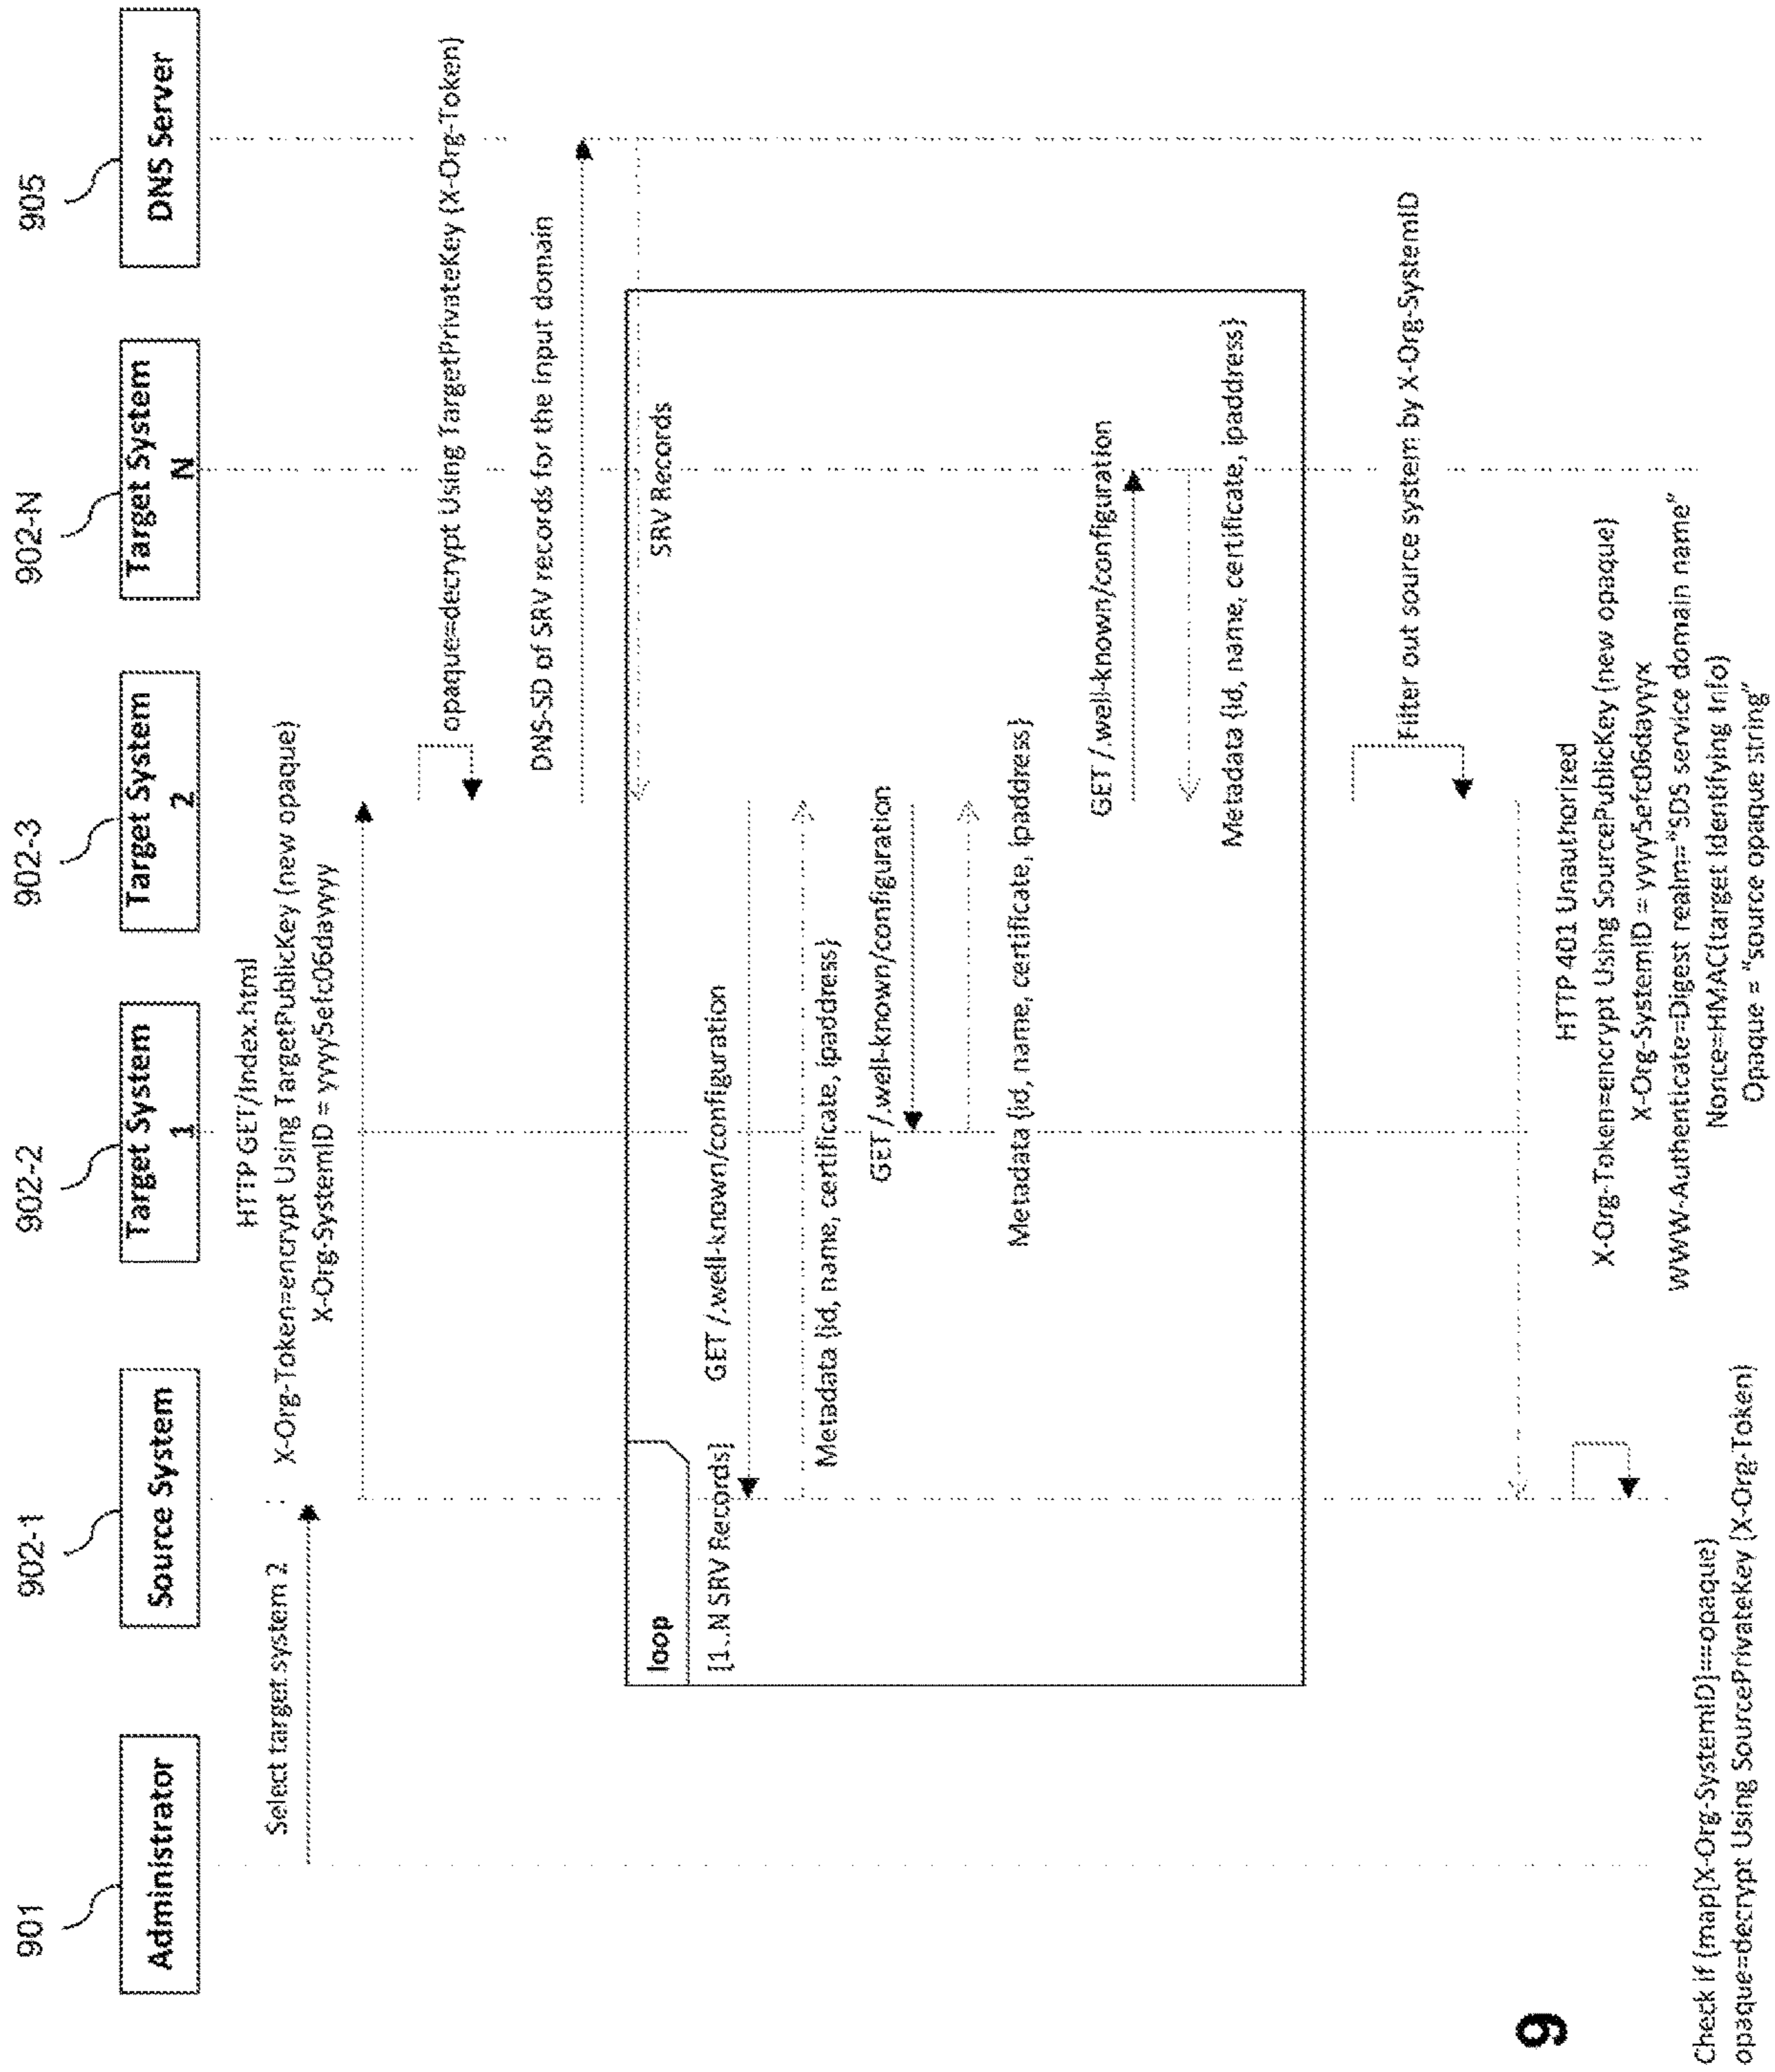 901
902-1
902-2
902-3
902-N
905
Administrator
Source System
Target System
1
Target System
2
Target System
N
DNS Server
Select target system 2
HTTP GET/index.html
X-Org-Token=encrypt Using TargetPublicKey (new opaque)
X-Org-SystemID = yyyy5efc06dayyyy
opaque=decrypt Using TargetPrivateKey (X-Org-Token)
DNS-SD of SRV records for the input domain
SRV Records
loop
[1..N SRV Records]
GET /.well-known/configuration
Metadata {id, name, certificate, ipaddress}
GET /.well-known/configuration
Metadata {id, name, certificate, ipaddress}
GET /.well-known/configuration
Metadata {id, name, certificate, ipaddress}
Filter out source system by X-Org-SystemID
HTTP 401 Unauthorized
X-Org-Token=encrypt Using SourcePublicKey (new opaque)
X-Org-SystemID = yyyy5efc06dayyyx
WWW-Authenticate=Digest realm="SDS service domain name"
Nonce=HMAC(target Identifying Info)
Opaque = "source opaque string"
Check if (map[X-Org-SystemID]==opaque)
opaque=decrypt Using SourcePrivateKey (X-Org-Token)
9